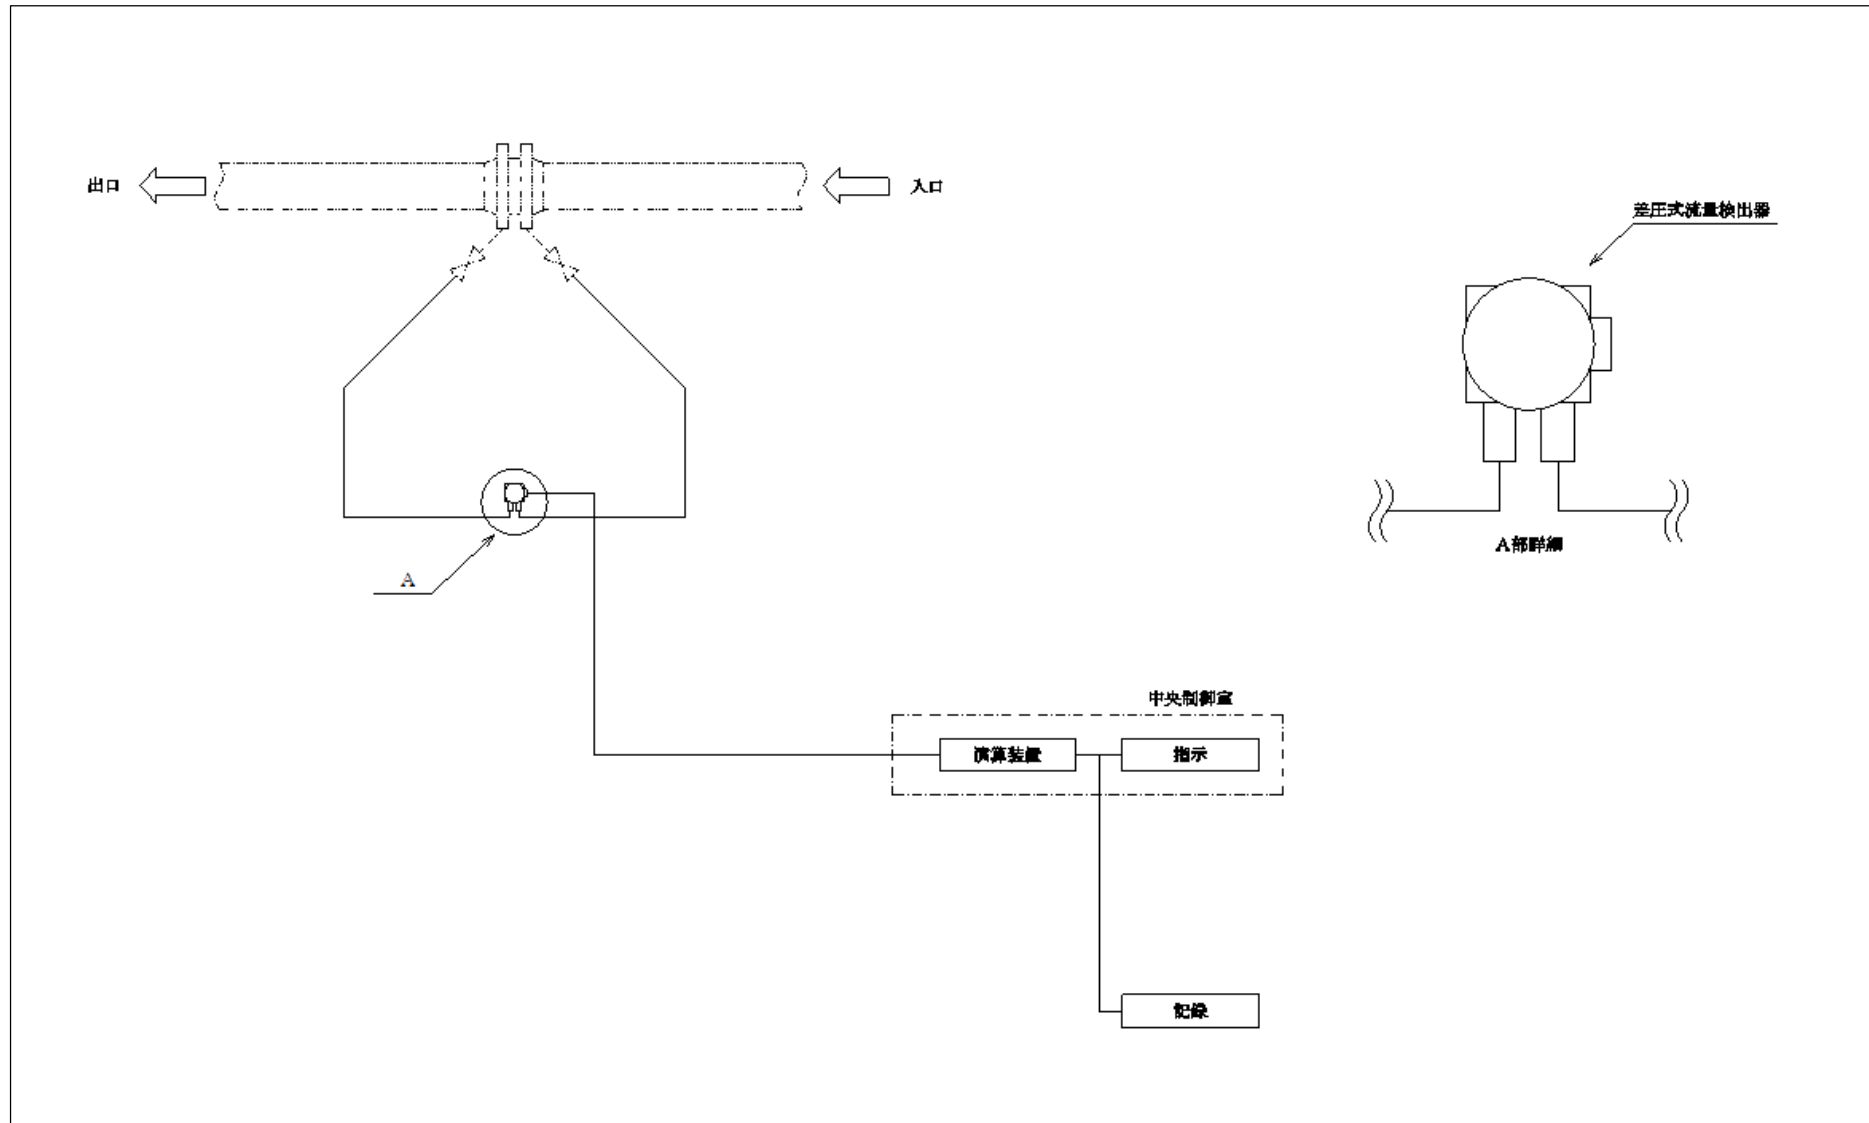 出口
入口
差圧式流量検出器
A部詳細
A
中央制御室
演算装置
指示
記録